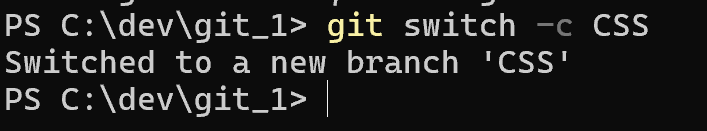 PS C:\dev\git_1> git switch -c CSS
Switched to a new branch 'CSS'
PS C:\dev\git_1>